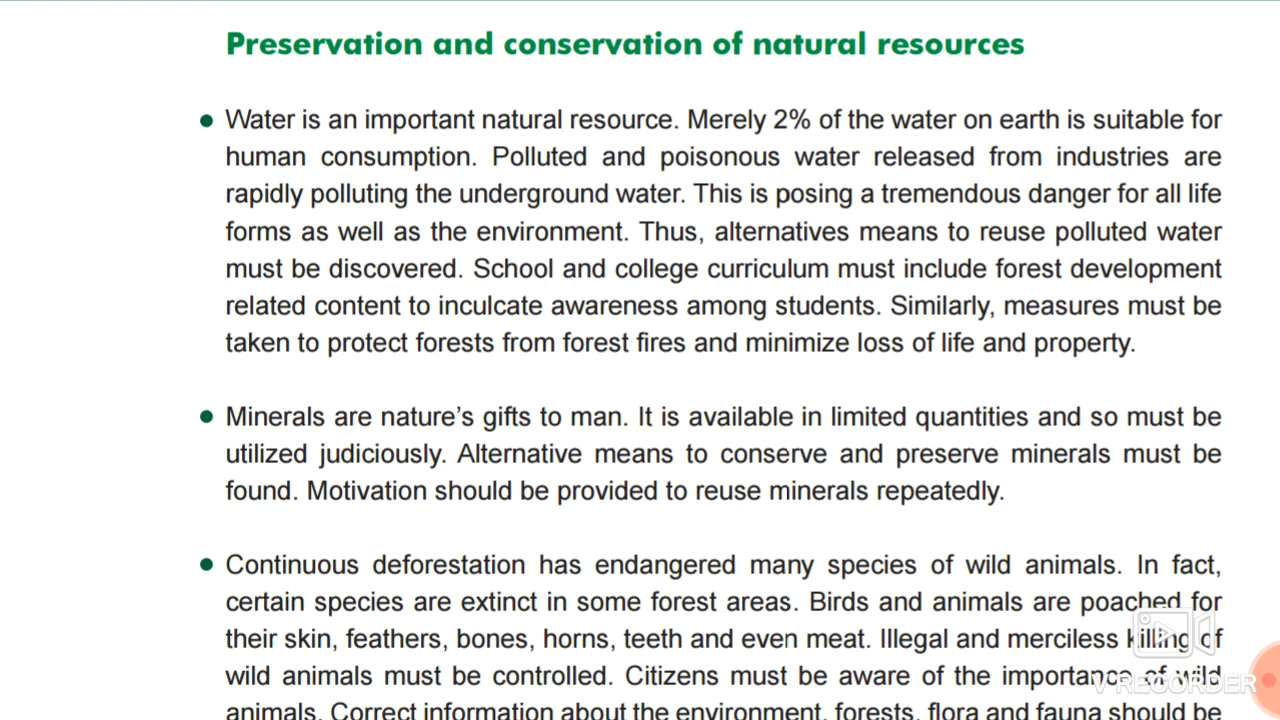 Preservation and conservation of natural resources
● Water is an important natural resource. Merely 2% of the water on earth is suitable for
human consumption. Polluted and poisonous water released from industries are
rapidly polluting the underground water. This is posing a tremendous danger for all life
forms as well as the environment. Thus, alternatives means to reuse polluted water
must be discovered. School and college curriculum must include forest development
related content to inculcate awareness among students. Similarly, measures must be
taken to protect forests from forest fires and minimize loss of life and property.
● Minerals are nature's gifts to man. It is available in limited quantities and so must be
utilized judiciously. Alternative means to conserve and preserve minerals must be
found. Motivation should be provided to reuse minerals repeatedly.
● Continuous deforestation has endangered many species of wild animals. In fact,
certain species are extinct in some forest areas. Birds and animals are poached for
their skin, feathers, bones, horns, teeth and even meat. Illegal and merciless killing of
wild animals must be controlled. Citizens must be aware of the importance of wild
animals. Correct information about the environment, forests, flora and fauna should be
V RECORDER